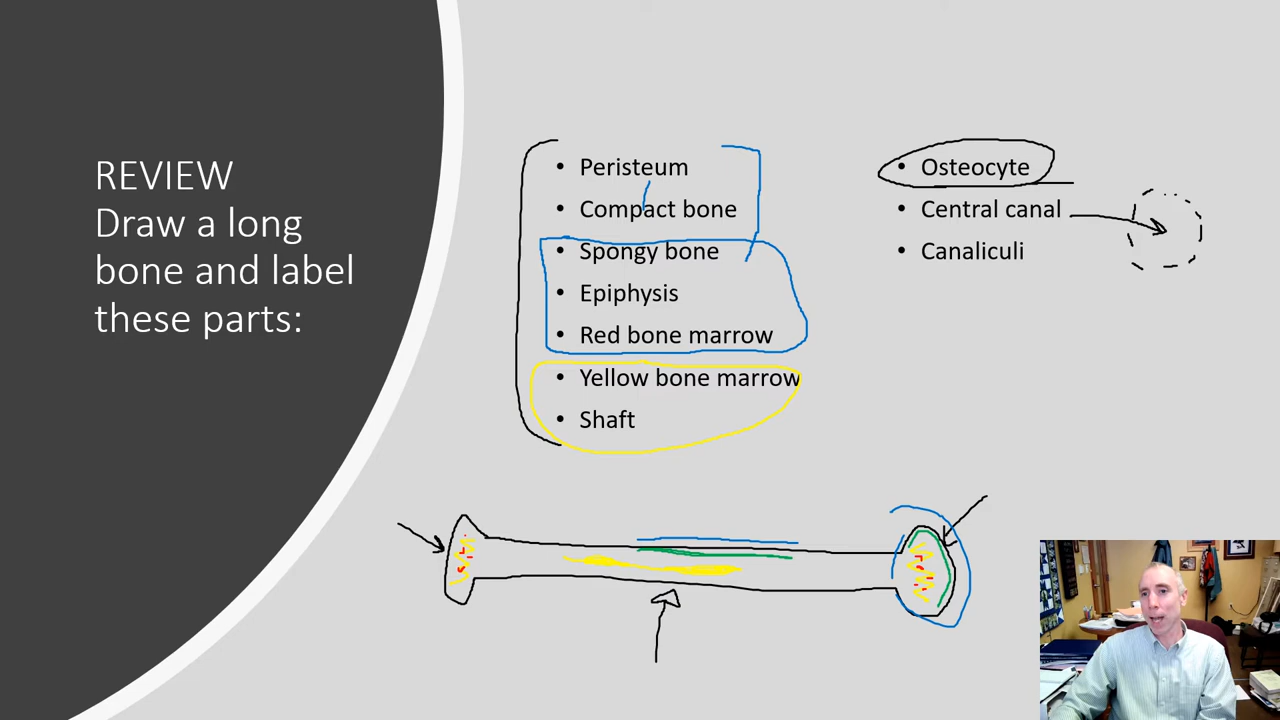 REVIEW
Draw a long
bone and label
these parts:
• Peristeum
• Compact bone
• Spongy bone
• Epiphysis
• Red bone marrow
• Yellow bone marrow
• Shaft
• Osteocyte
• Central canal
• Canaliculi